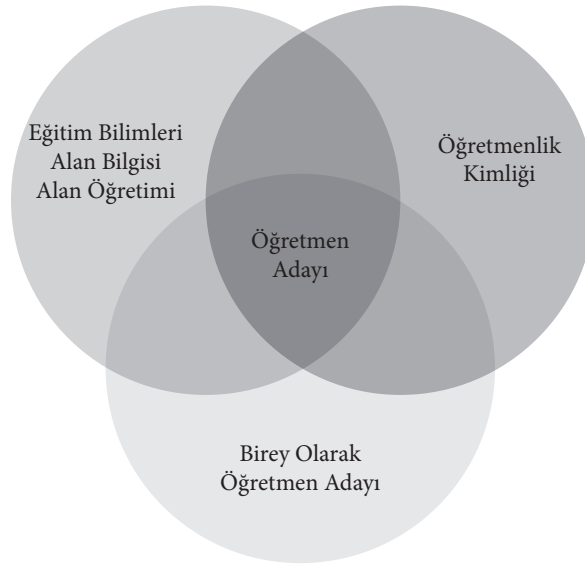 Eğitim Bilimleri
Alan Bilgisi
Alan Öğretimi
Öğretmenlik
Kimliği
Öğretmen
Adayı
Birey Olarak
Öğretmen Adayı